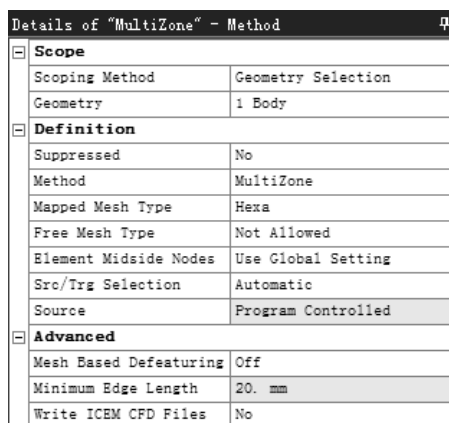 Details of "MultiZone" - Method
Scope
Scoping Method Geometry Selection
Geometry 1 Body
Definition
Suppressed No
Method MultiZone
Mapped Mesh Type Hexa
Free Mesh Type Not Allowed
Element Midside Nodes Use Global Setting
Src/Trg Selection Automatic
Source Program Controlled
Advanced
Mesh Based Defeaturing Off
Minimum Edge Length 20. mm
Write ICEM CFD Files No